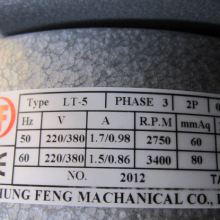 Type LT-5 PHASE 3 2P
Hz V A R.P.M mmAq
50 220/380 1.7/0.98 2750 60
60 220/380 1.5/0.86 3400 80
NO. 2012 TA
HUNG FENG MACHANICAL CO.,